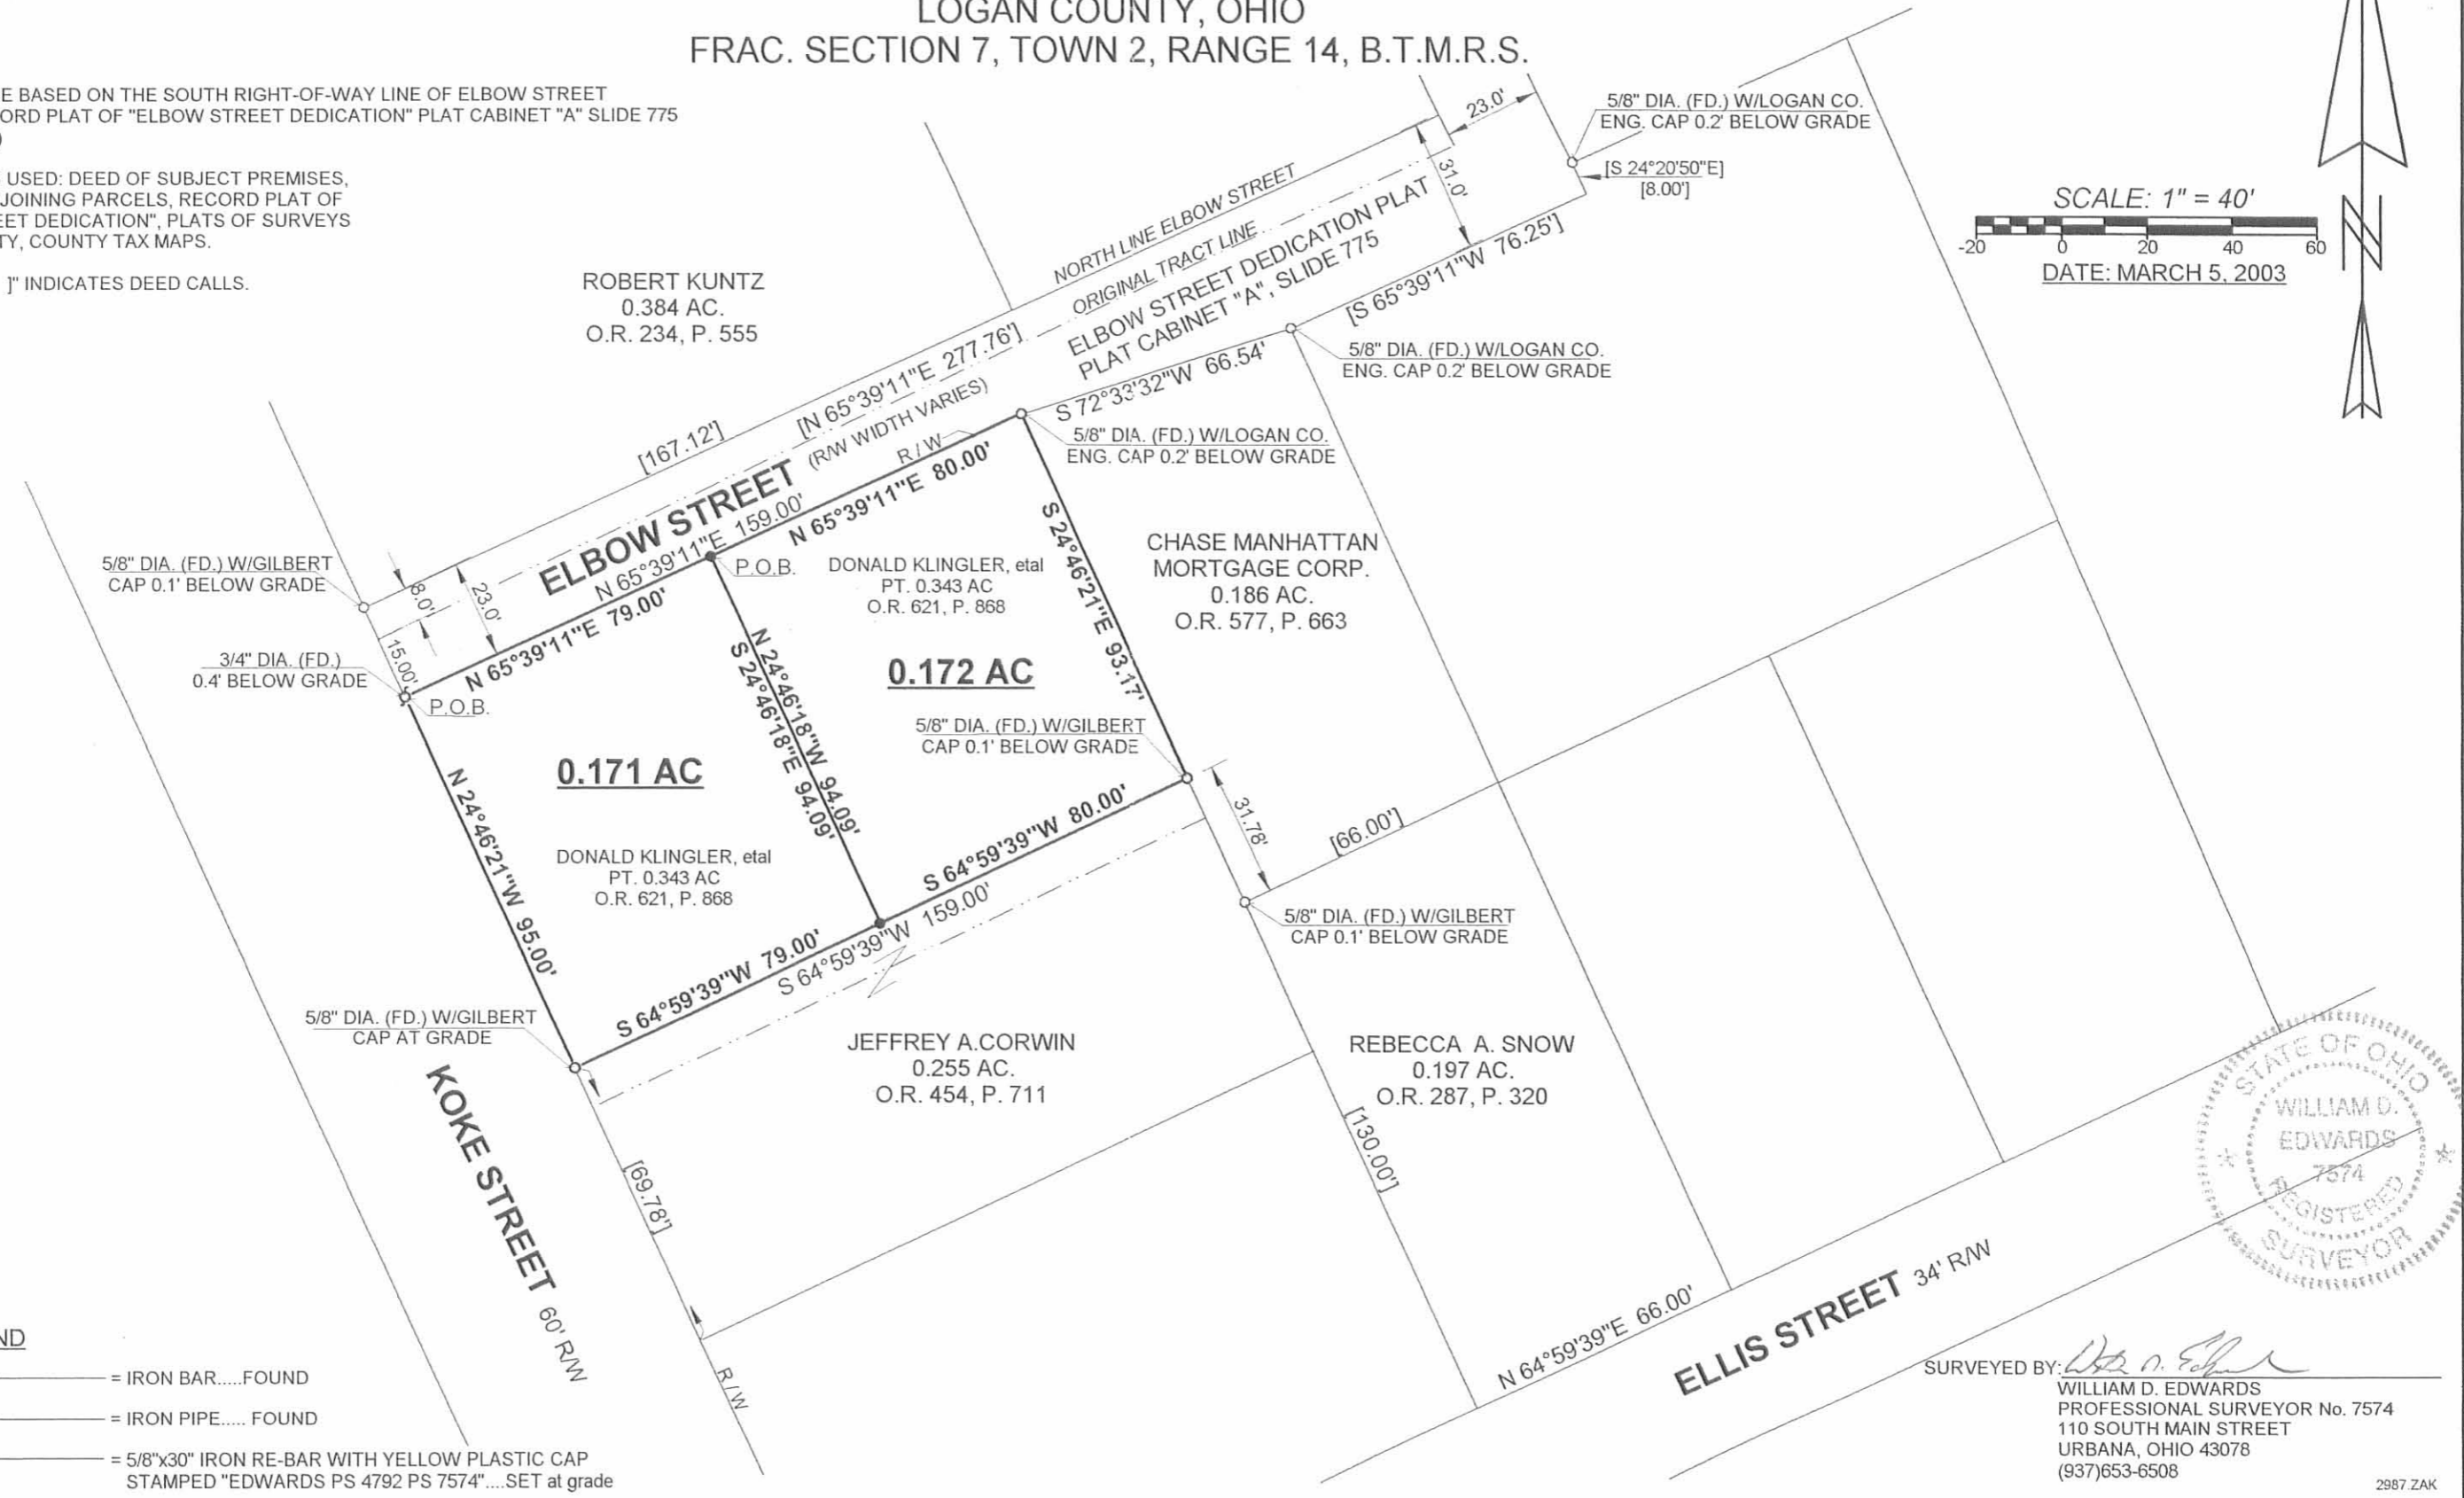 LOGAN COUNTY, OHIO
FRAC. SECTION 7, TOWN 2, RANGE 14, B.T.M.R.S.
E BASED ON THE SOUTH RIGHT-OF-WAY LINE OF ELBOW STREET
ORD PLAT OF "ELBOW STREET DEDICATION" PLAT CABINET "A" SLIDE 775
)
USED: DEED OF SUBJECT PREMISES,
JOINING PARCELS, RECORD PLAT OF
EET DEDICATION", PLATS OF SURVEYS
TY, COUNTY TAX MAPS.
]" INDICATES DEED CALLS.
ROBERT KUNTZ
0.384 AC.
O.R. 234, P. 555
23.0'
5/8" DIA. (FD.) W/LOGAN CO.
ENG. CAP 0.2' BELOW GRADE
[S 24°20'50"E]
[8.00']
31.0'
SCALE: 1" = 40'
-20 0 20 40 60
DATE: MARCH 5, 2003
N
NORTH LINE ELBOW STREET
ORIGINAL TRACT LINE
ELBOW STREET DEDICATION PLAT
PLAT CABINET "A", SLIDE 775
[S 65°39'11"W 76.25']
[N 65°39'11"E 277.76']
[167.12']
(R/W WIDTH VARIES)
R/W
S 72°33'32"W 66.54'
5/8" DIA. (FD.) W/LOGAN CO.
ENG. CAP 0.2' BELOW GRADE
5/8" DIA. (FD.) W/LOGAN CO.
ENG. CAP 0.2' BELOW GRADE
ELBOW STREET
N 65°39'11"E 159.00'
N 65°39'11"E 80.00'
N 65°39'11"E 79.00'
5/8" DIA. (FD.) W/GILBERT
CAP 0.1' BELOW GRADE
8.0'
23.0'
15.00'
3/4" DIA. (FD.)
0.4' BELOW GRADE
P.O.B.
P.O.B.
DONALD KLINGLER, etal
PT. 0.343 AC
O.R. 621, P. 868
0.172 AC
S 24°46'21"E 93.17'
CHASE MANHATTAN
MORTGAGE CORP.
0.186 AC.
O.R. 577, P. 663
N 24°46'18"W 94.09'
S 24°46'18"E 94.09'
5/8" DIA. (FD.) W/GILBERT
CAP 0.1' BELOW GRADE
0.171 AC
N 24°46'21"W 95.00'
DONALD KLINGLER, etal
PT. 0.343 AC
O.R. 621, P. 868
S 64°59'39"W 80.00'
S 64°59'39"W 159.00'
S 64°59'39"W 79.00'
Z
31.78'
[66.00']
5/8" DIA. (FD.) W/GILBERT
CAP 0.1' BELOW GRADE
5/8" DIA. (FD.) W/GILBERT
CAP AT GRADE
JEFFREY A.CORWIN
0.255 AC.
O.R. 454, P. 711
REBECCA A. SNOW
0.197 AC.
O.R. 287, P. 320
KOKE STREET 60' R/W
[69.78']
R/W
[130.00']
N 64°59'39"E 66.00'
ELLIS STREET 34' R/W
STATE OF OHIO
WILLIAM D.
EDWARDS
7574
REGISTERED
SURVEYOR
ND
= IRON BAR.....FOUND
= IRON PIPE..... FOUND
= 5/8"x30" IRON RE-BAR WITH YELLOW PLASTIC CAP
STAMPED "EDWARDS PS 4792 PS 7574"....SET at grade
SURVEYED BY:
WILLIAM D. EDWARDS
PROFESSIONAL SURVEYOR No. 7574
110 SOUTH MAIN STREET
URBANA, OHIO 43078
(937)653-6508
2987.ZAK